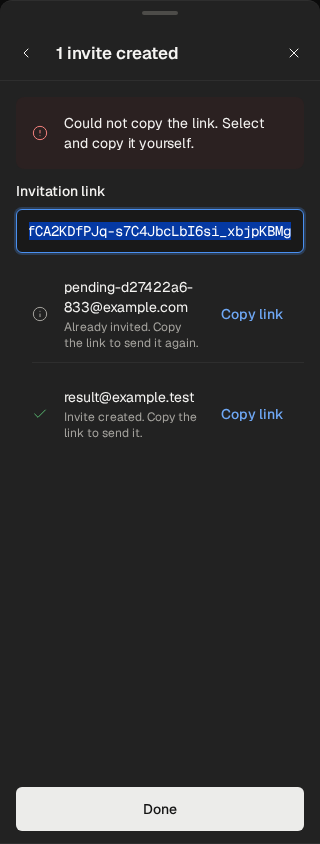 1 invite created
Could not copy the link. Select
and copy it yourself.
Invitation link
fCA2KDfPJq-s7C4JbcLbI6si_xbjpKBMg
pending-d27422a6-
833@example.com
Already invited. Copy
the link to send it again.
Copy link
result@example.test
Invite created. Copy the
link to send it.
Copy link
Done